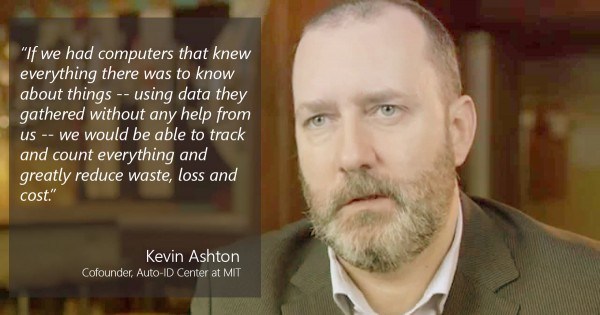 “If we had computers that knew
everything there was to know
about things -- using data they
gathered without any help from
us -- we would be able to track
and count everything and
greatly reduce waste, loss and
cost.”
Kevin Ashton
Cofounder, Auto-ID Center at MIT